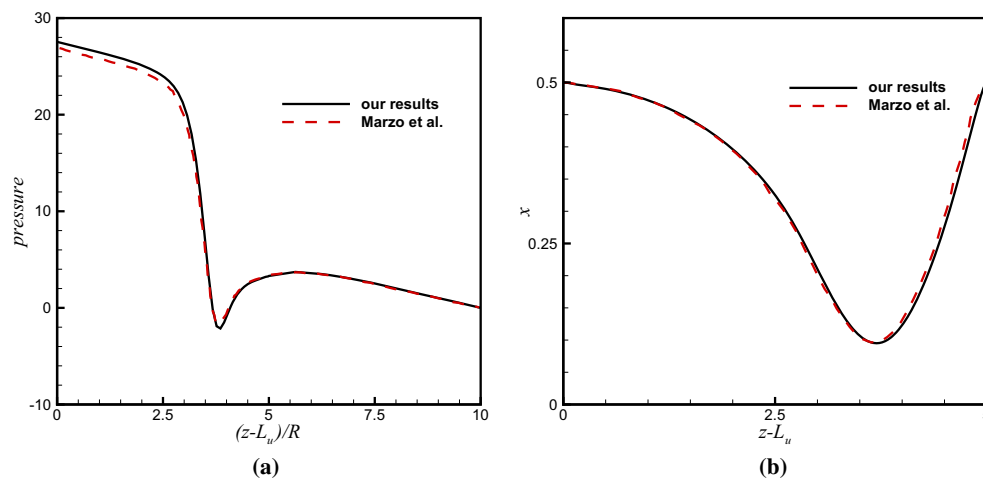 30
20
10
0
-10
pressure
our results
Marzo et al.
0
2.5
5
7.5
10
(z-L_u)/R
(a)
0.5
0.25
0
x
our results
Marzo et al.
0
2.5
z-L_u
(b)